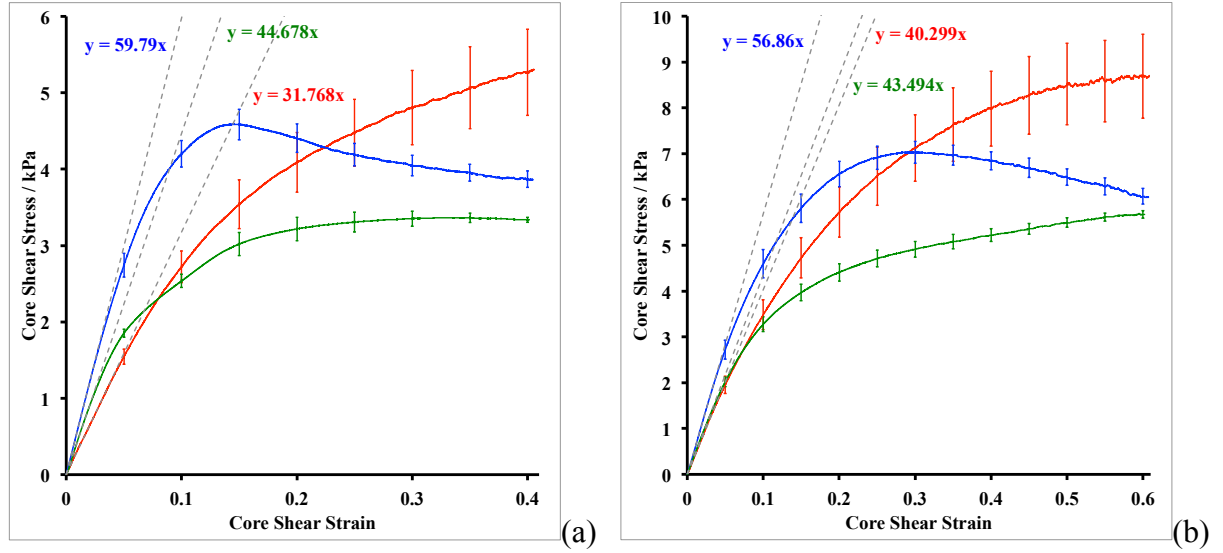 6
5
4
3
2
1
0
Core Shear Stress / kPa
y = 59.79x
y = 44.678x
y = 31.768x
0 0.1 0.2 0.3 0.4
Core Shear Strain
(a)
10
9
8
7
6
5
4
3
2
1
0
Core Shear Stress / kPa
y = 56.86x
y = 40.299x
y = 43.494x
0 0.1 0.2 0.3 0.4 0.5 0.6
Core Shear Strain
(b)